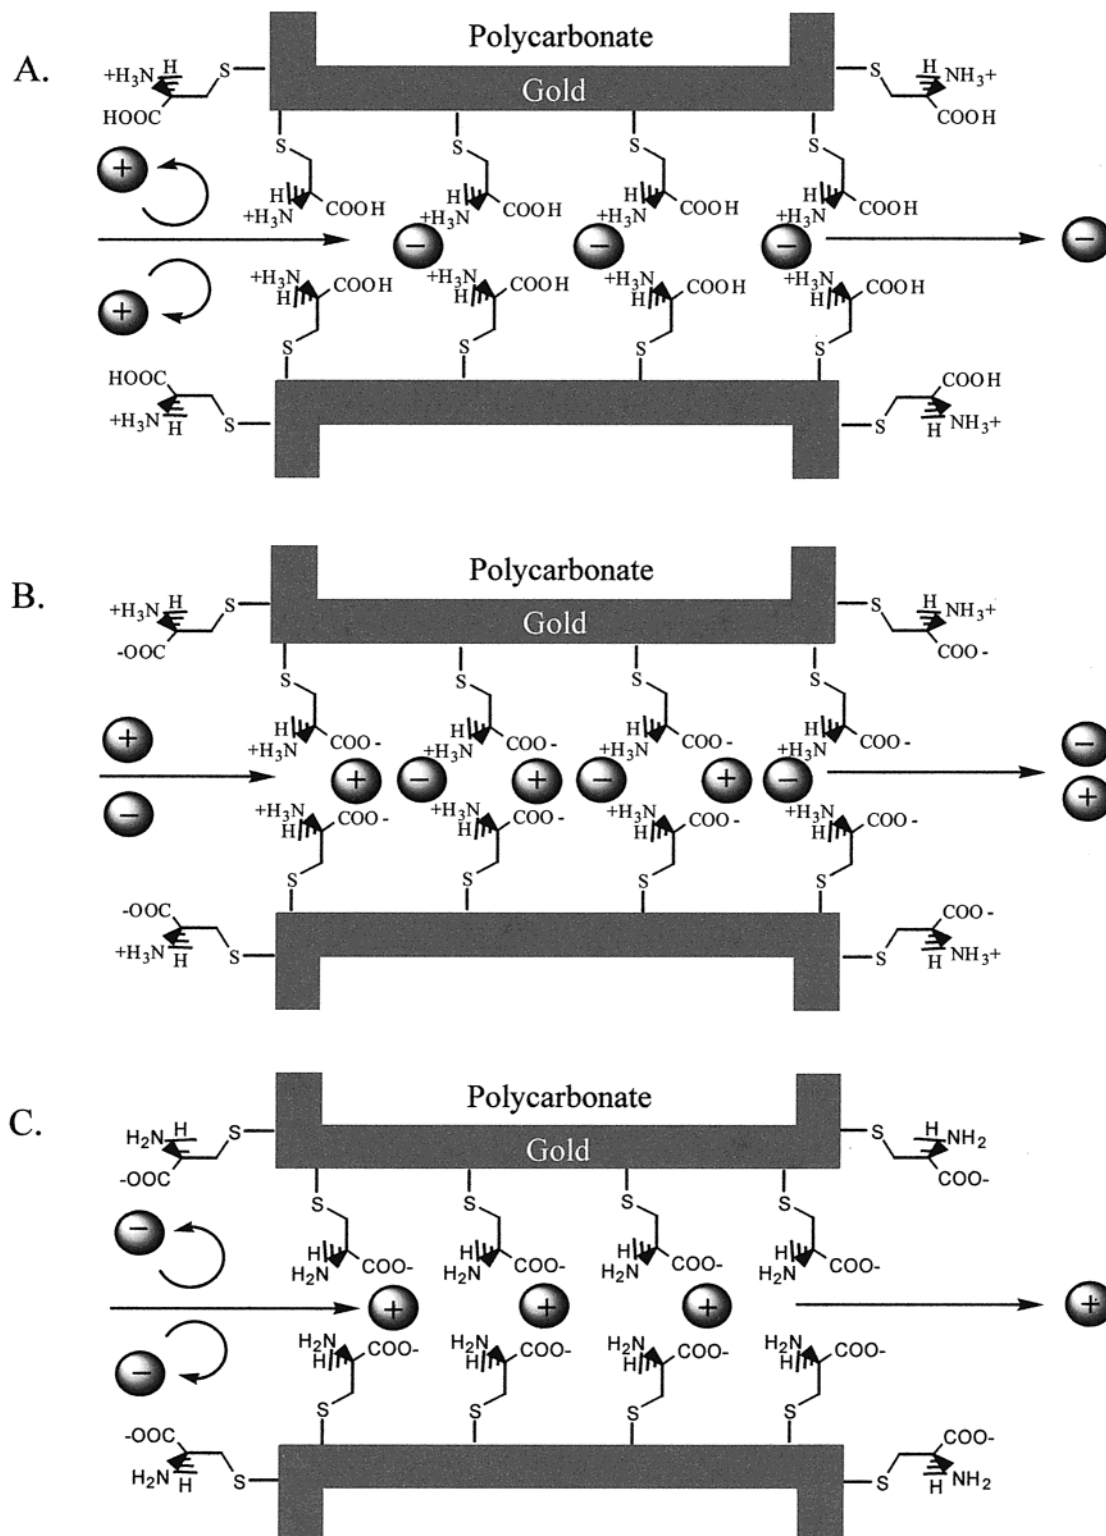 A.
Polycarbonate
Gold
+H₃N H S
HOOC
S H NH₃+
COOH
S S S S
H H H H
+H₃N COOH +H₃N COOH +H₃N COOH +H₃N COOH
+
− − − −
+
+H₃N COOH +H₃N COOH +H₃N COOH +H₃N COOH
H H H H
S S S S
HOOC
+H₃N H S
COOH
S H NH₃+
B.
Polycarbonate
Gold
+H₃N H S
-OOC
S H NH₃+
COO-
S S S S
H H H H
+H₃N COO- +H₃N COO- +H₃N COO- +H₃N COO-
+ −
+ − + − + −
− +
+H₃N COO- +H₃N COO- +H₃N COO- +H₃N COO-
H H H H
S S S S
-OOC
+H₃N H S
COO-
S H NH₃+
C.
Polycarbonate
Gold
H₂N H S
-OOC
S H NH₂
COO-
S S S S
H H H H
H₂N COO- H₂N COO- H₂N COO- H₂N COO-
−
+ + + +
−
H₂N COO- H₂N COO- H₂N COO- H₂N COO-
H H H H
S S S S
-OOC
H₂N H S
COO-
S H NH₂